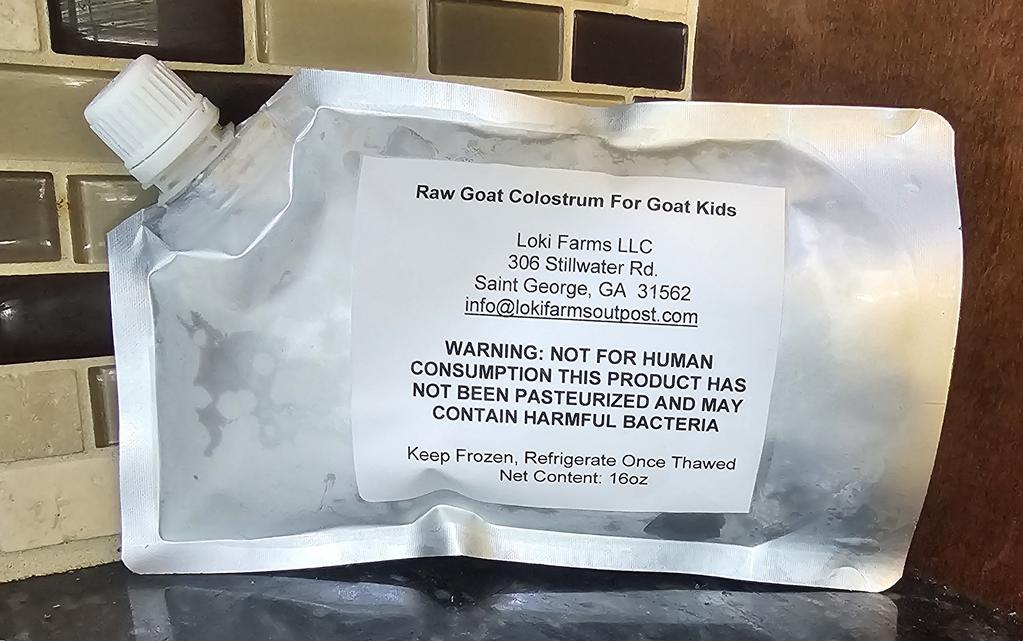 Raw Goat Colostrum For Goat Kids
Loki Farms LLC
306 Stillwater Rd.
Saint George, GA 31562
info@lokifarmsoutpost.com
WARNING: NOT FOR HUMAN
CONSUMPTION THIS PRODUCT HAS
NOT BEEN PASTEURIZED AND MAY
CONTAIN HARMFUL BACTERIA
Keep Frozen, Refrigerate Once Thawed
Net Content: 16oz